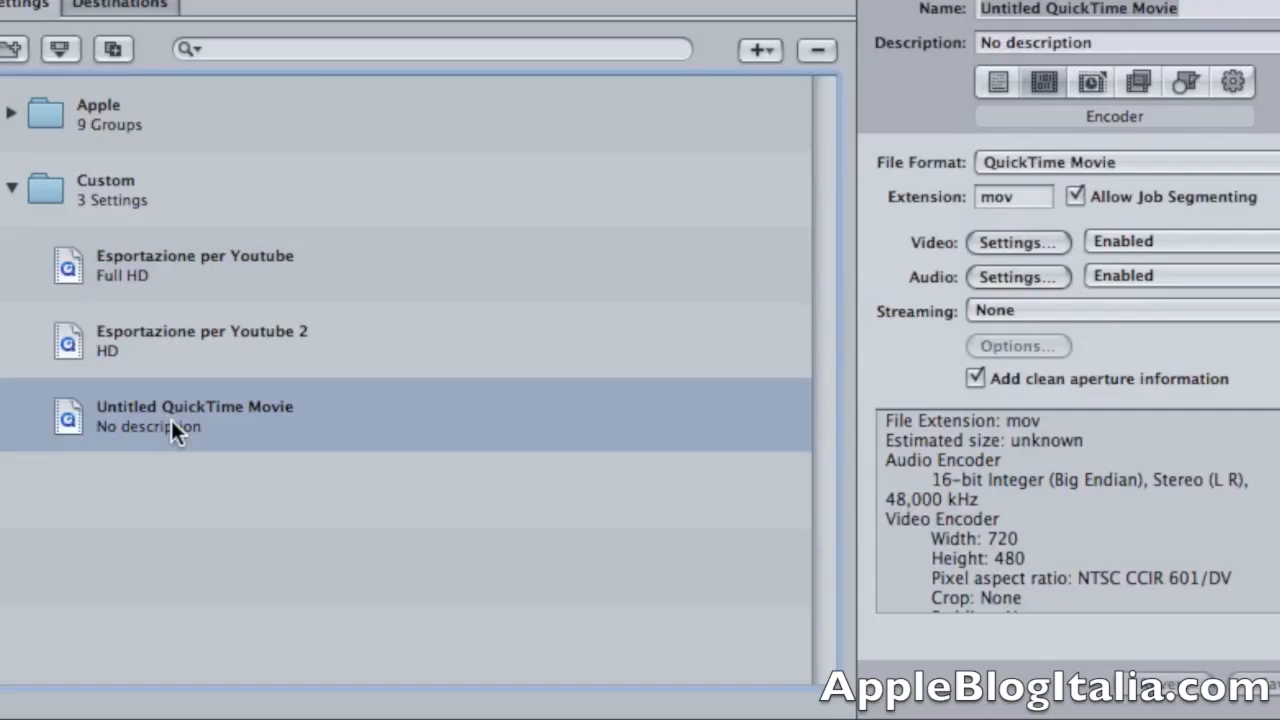 Destinations
Apple
9 Groups
Custom
3 Settings
Esportazione per Youtube
Full HD
Esportazione per Youtube 2
HD
Untitled QuickTime Movie
No description
Name: Untitled QuickTime Movie
Description: No description
Encoder
File Format: QuickTime Movie
Extension: mov Allow Job Segmenting
Video: Settings... Enabled
Audio: Settings... Enabled
Streaming: None
Options...
Add clean aperture information
File Extension: mov
Estimated size: unknown
Audio Encoder
16-bit Integer (Big Endian), Stereo (L R),
48,000 kHz
Video Encoder
Width: 720
Height: 480
Pixel aspect ratio: NTSC CCIR 601/DV
Crop: None
AppleBlogItalia.com